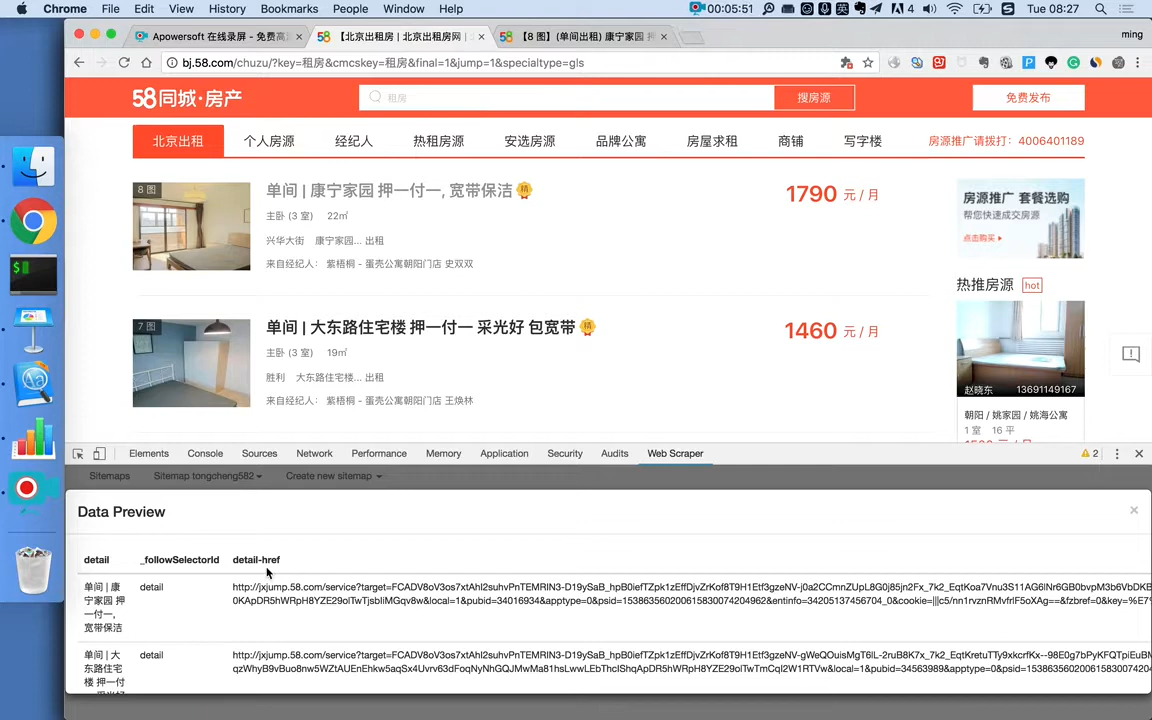 Chrome File Edit View History Bookmarks People Window Help 00:05:51 4 Tue 08:27
Apowersoft 在线录屏 - 免费高 【北京出租房 | 北京出租房网 | 【8 图】(单间出租) 康宁家园 ming
bj.58.com/chuzu/?key=租房&cmcskey=租房&final=1&jump=1&specialtype=gls
58同城·房产 租房 搜房源 免费发布
北京出租 个人房源 经纪人 热租房源 安选房源 品牌公寓 房屋求租 商铺 写字楼 房源推广请拨打：4006401189
8 图 单间 | 康宁家园 押一付一, 宽带保洁 精 1790 元 / 月
主卧 (3 室) 22㎡
兴华大街 康宁家园... 出租
来自经纪人： 紫梧桐 - 蛋壳公寓朝阳门店 史双双
房源推广 套餐选购
帮您快速成交房源
点击购买
热推房源 hot
7 图 单间 | 大东路住宅楼 押一付一 采光好 包宽带 精 1460 元 / 月
主卧 (3 室) 19㎡
胜利 大东路住宅楼... 出租
来自经纪人： 紫梧桐 - 蛋壳公寓朝阳门店 王焕林
赵晓东 13691149167
朝阳 / 姚家园 / 姚海公寓
1 室 16 平
Elements Console Sources Network Performance Memory Application Security Audits Web Scraper 2
Sitemaps Sitemap tongcheng582 Create new sitemap
Data Preview
detail _followSelectorId detail-href
单间 | 康
宁家园 押
一付一,
宽带保洁
detail
单间 | 大
东路住宅
楼 押一付
detail